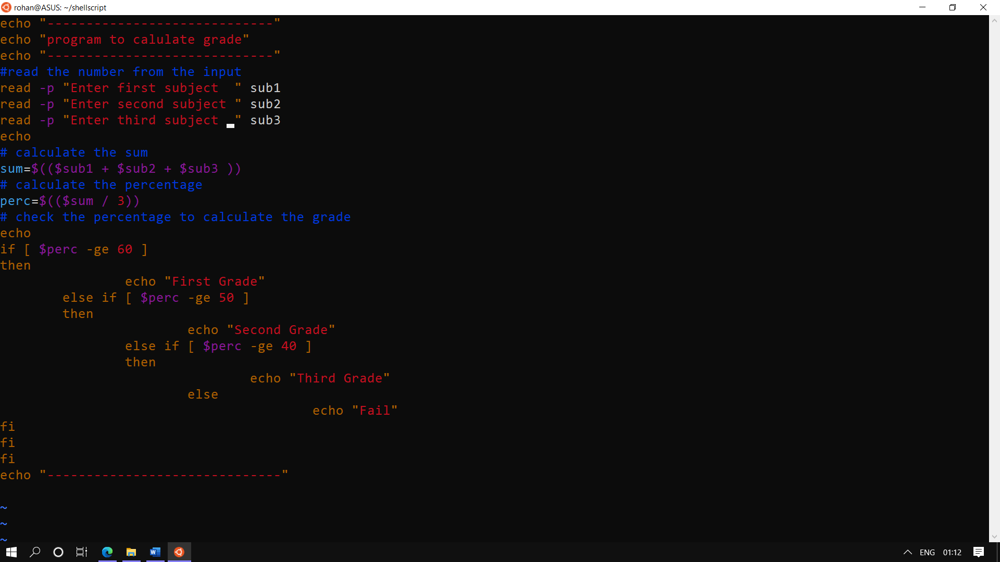 rohan@ASUS: ~/shellscript
echo "-----------------------------"
echo "program to calulate grade"
echo "-----------------------------"
#read the number from the input
read -p "Enter first subject  " sub1
read -p "Enter second subject " sub2
read -p "Enter third subject  " sub3
echo
# calculate the sum
sum=$(($sub1 + $sub2 + $sub3 ))
# calculate the percentage
perc=$(($sum / 3))
# check the percentage to calculate the grade
echo
if [ $perc -ge 60 ]
then
                echo "First Grade"
        else if [ $perc -ge 50 ]
        then
                        echo "Second Grade"
                else if [ $perc -ge 40 ]
                then
                                echo "Third Grade"
                        else
                                        echo "Fail"
fi
fi
fi
echo "------------------------------"
~
~
~
ENG 01:12